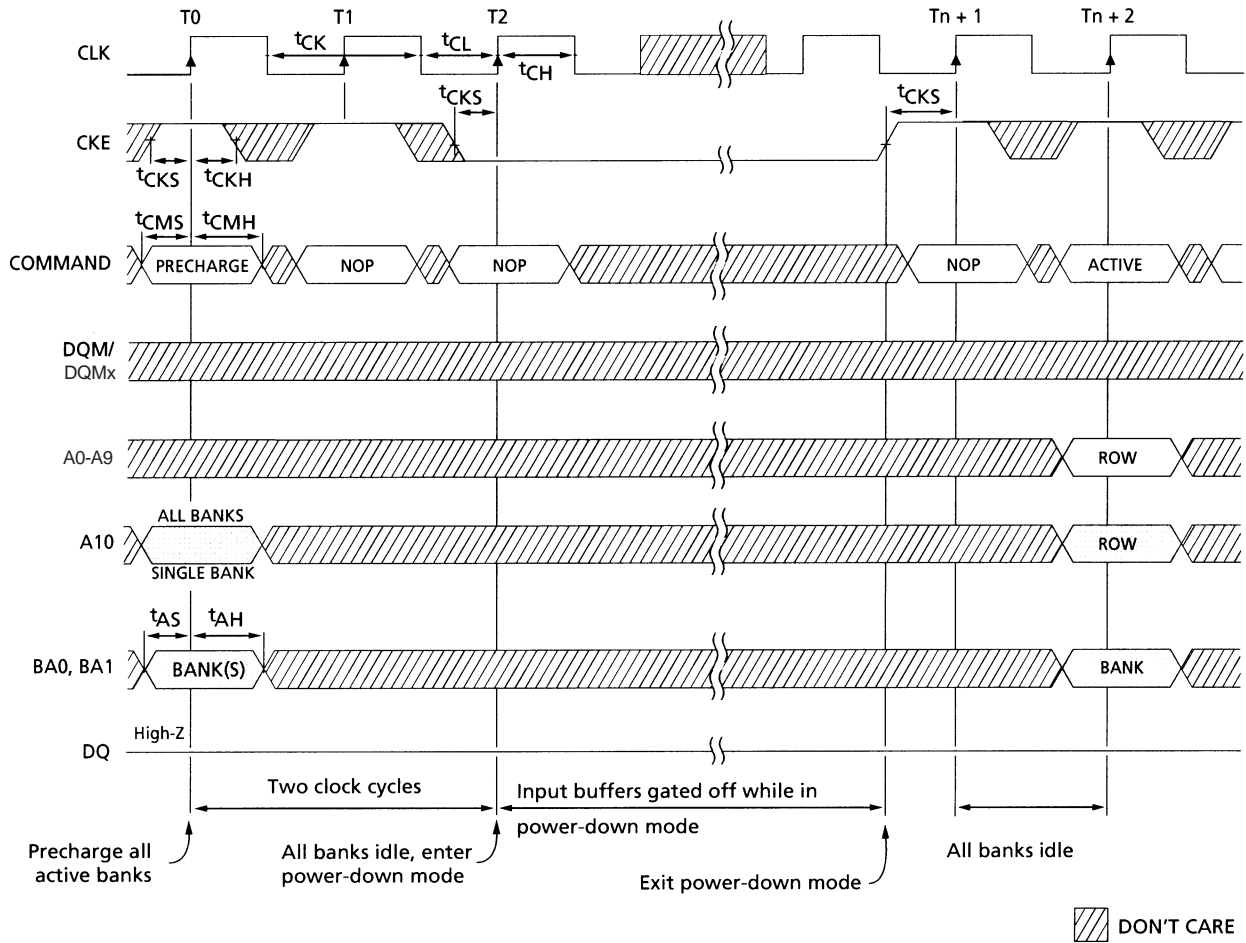 T0 T1 T2 Tn + 1 Tn + 2
CLK
tCK
tCL
tCH
tCKS
tCKS
CKE
tCKS
tCKH
tCMS
tCMH
COMMAND
PRECHARGE
NOP
NOP
NOP
ACTIVE
DQM/
DQMx
A0-A9
ROW
ALL BANKS
A10
ROW
SINGLE BANK
tAS
tAH
BA0, BA1
BANK(S)
BANK
High-Z
DQ
Two clock cycles
Input buffers gated off while in
power-down mode
Precharge all
active banks
All banks idle, enter
power-down mode
Exit power-down mode
All banks idle
DON'T CARE